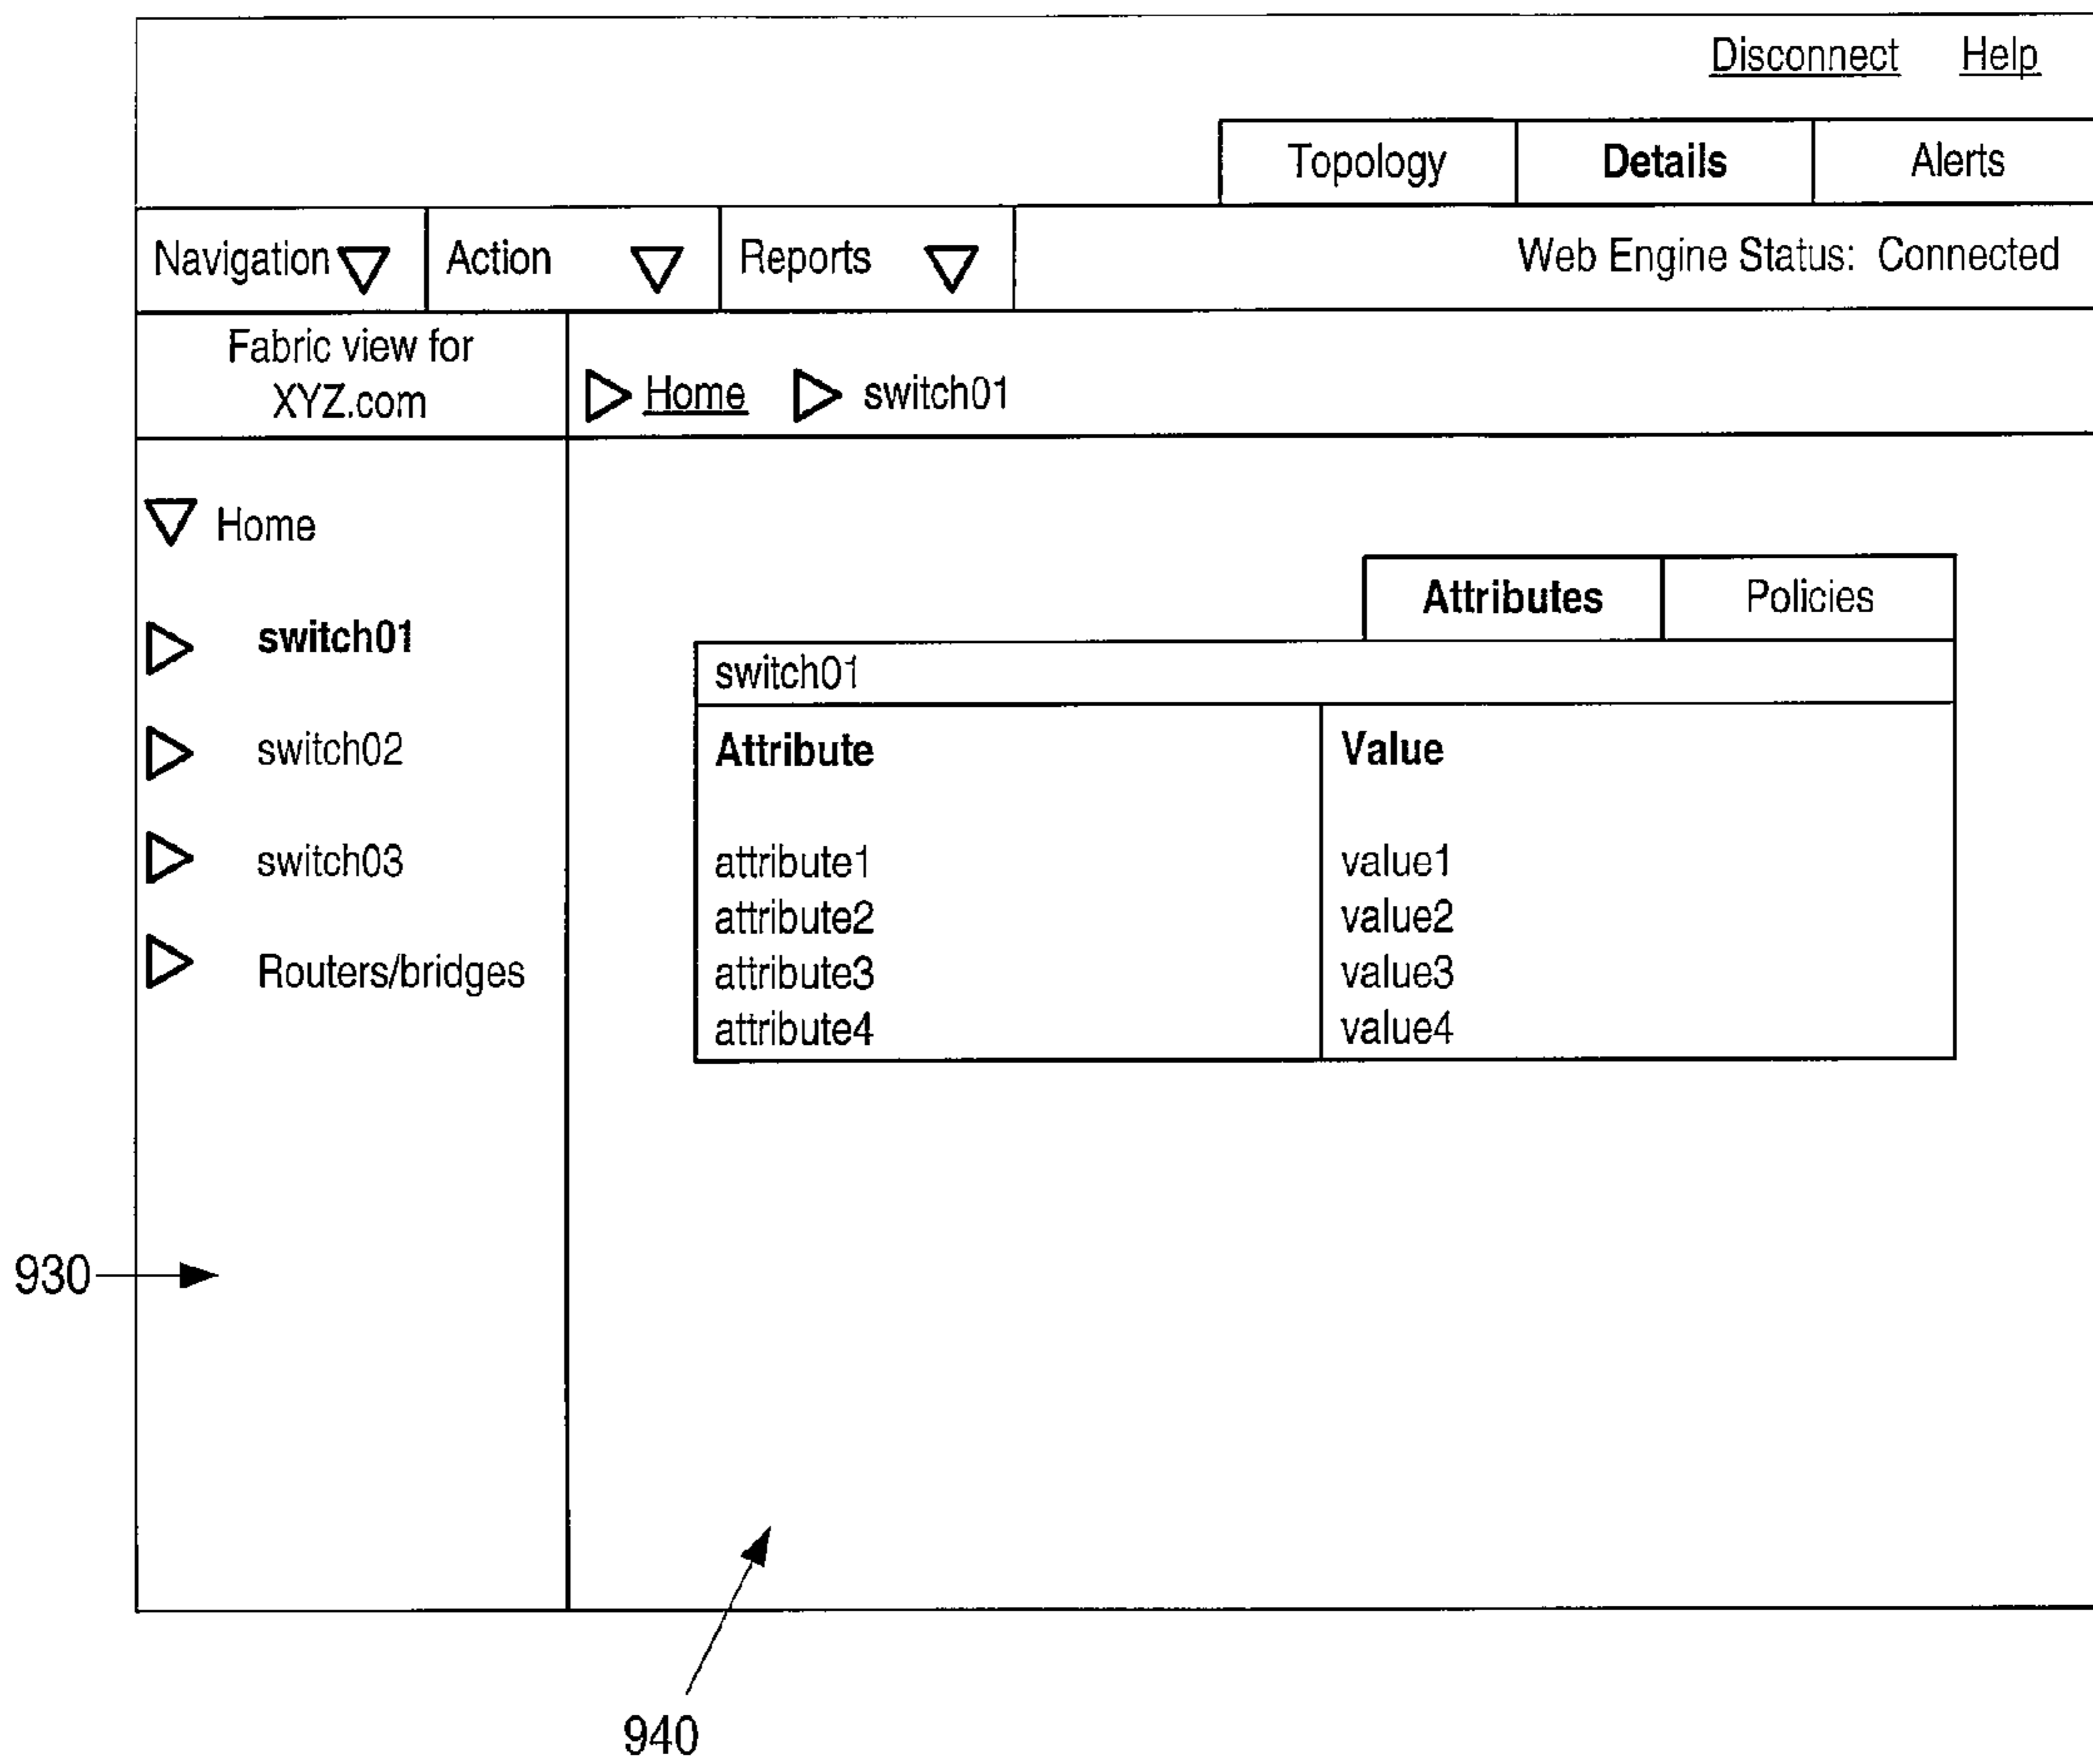 Disconnect Help
Topology Details Alerts
Navigation Action Reports Web Engine Status: Connected
Fabric view for
XYZ.com
Home switch01
Home
switch01
switch02
switch03
Routers/bridges
Attributes Policies
switch01
Attribute Value
attribute1 value1
attribute2 value2
attribute3 value3
attribute4 value4
930
940